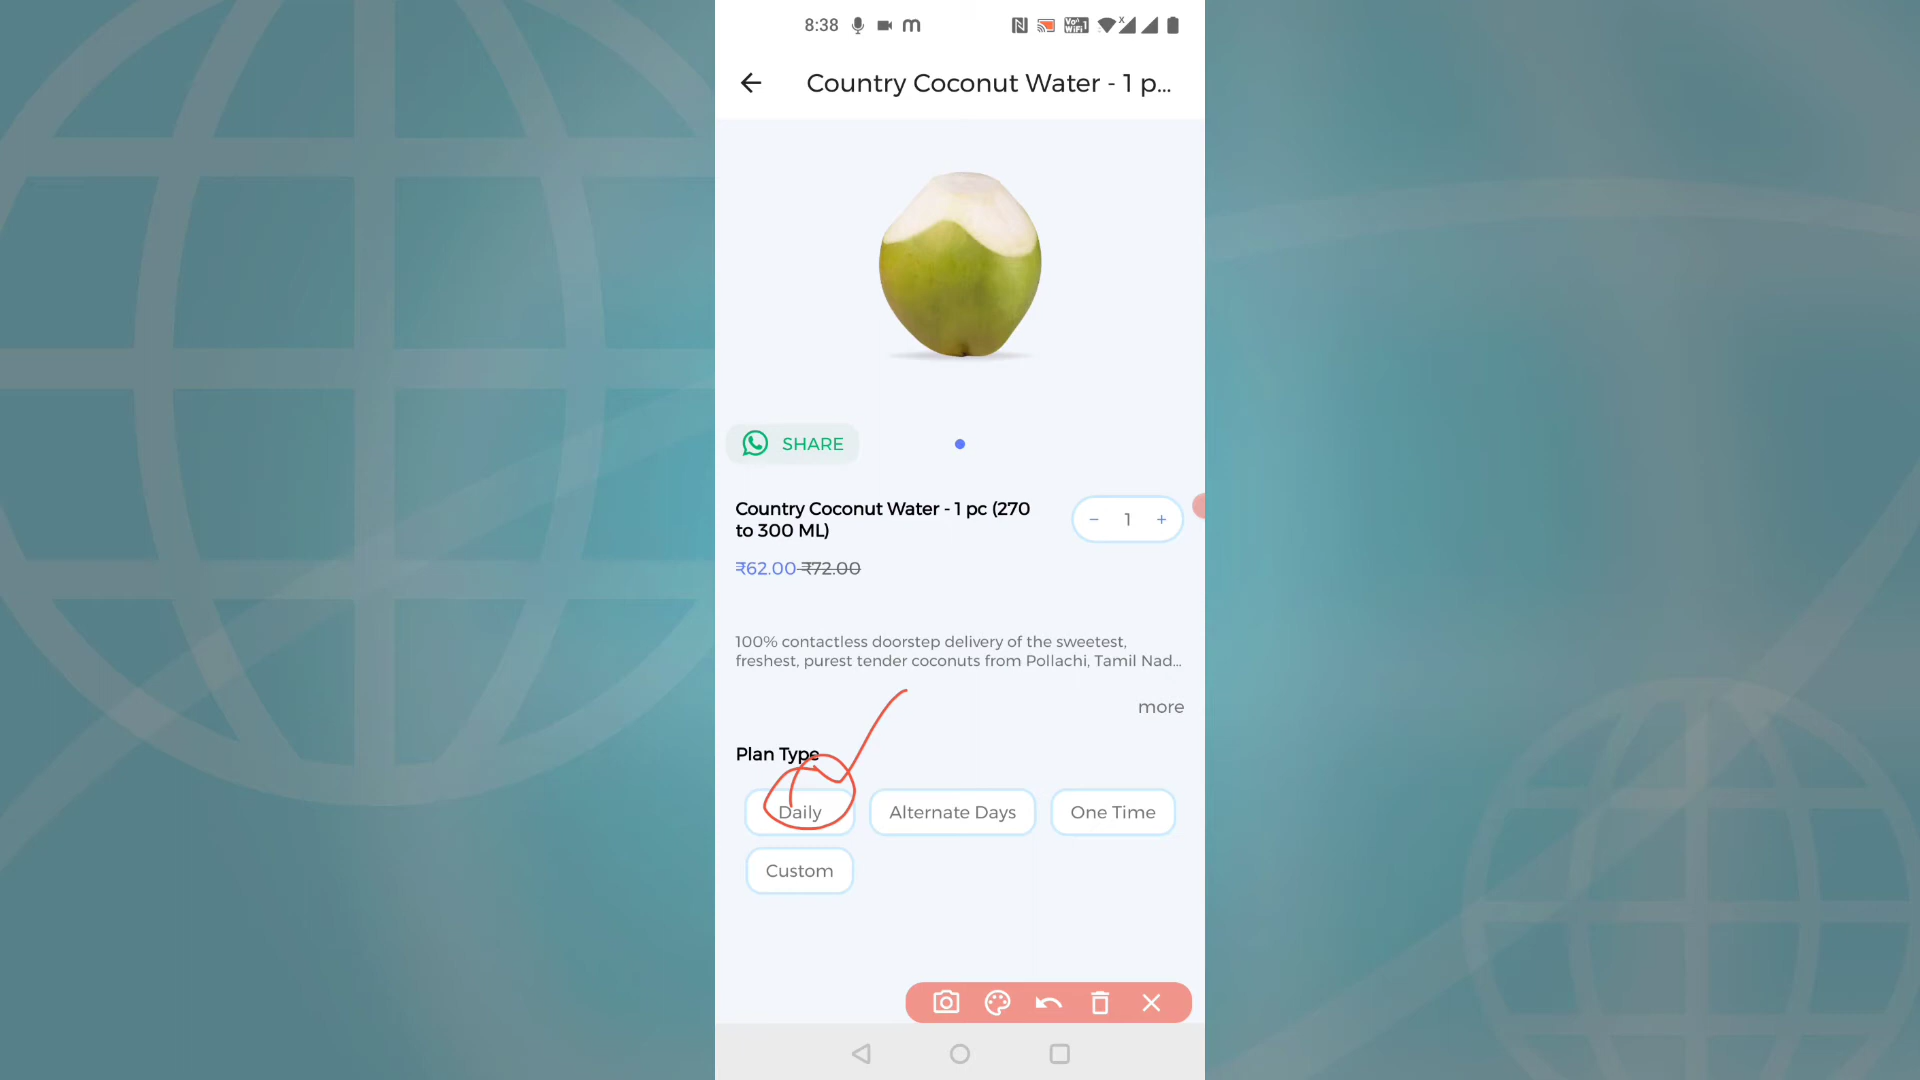 8:38
Country Coconut Water - 1 p...
SHARE
Country Coconut Water - 1 pc (270
to 300 ML)
1
₹62.00 ₹72.00
100% contactless doorstep delivery of the sweetest,
freshest, purest tender coconuts from Pollachi, Tamil Nad...
more
Plan Type
Daily
Alternate Days
One Time
Custom